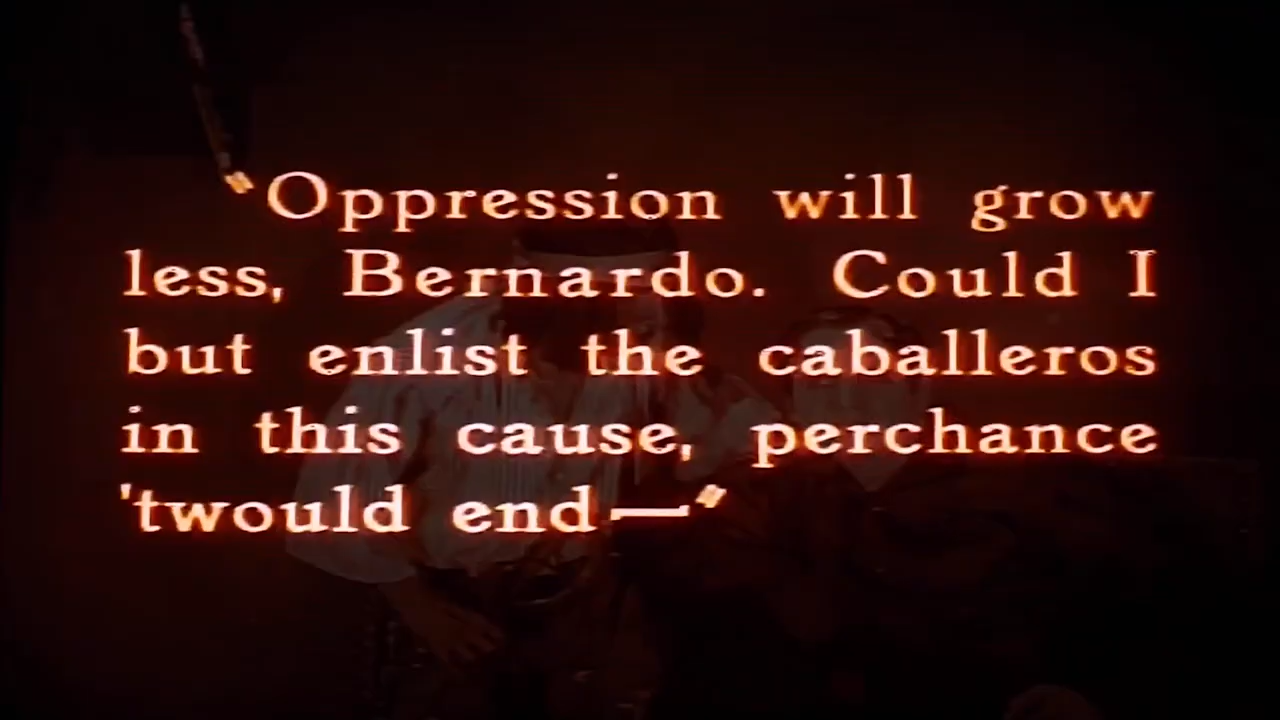 "Oppression will grow
less, Bernardo. Could I
but enlist the caballeros
in this cause, perchance
'twould end—"